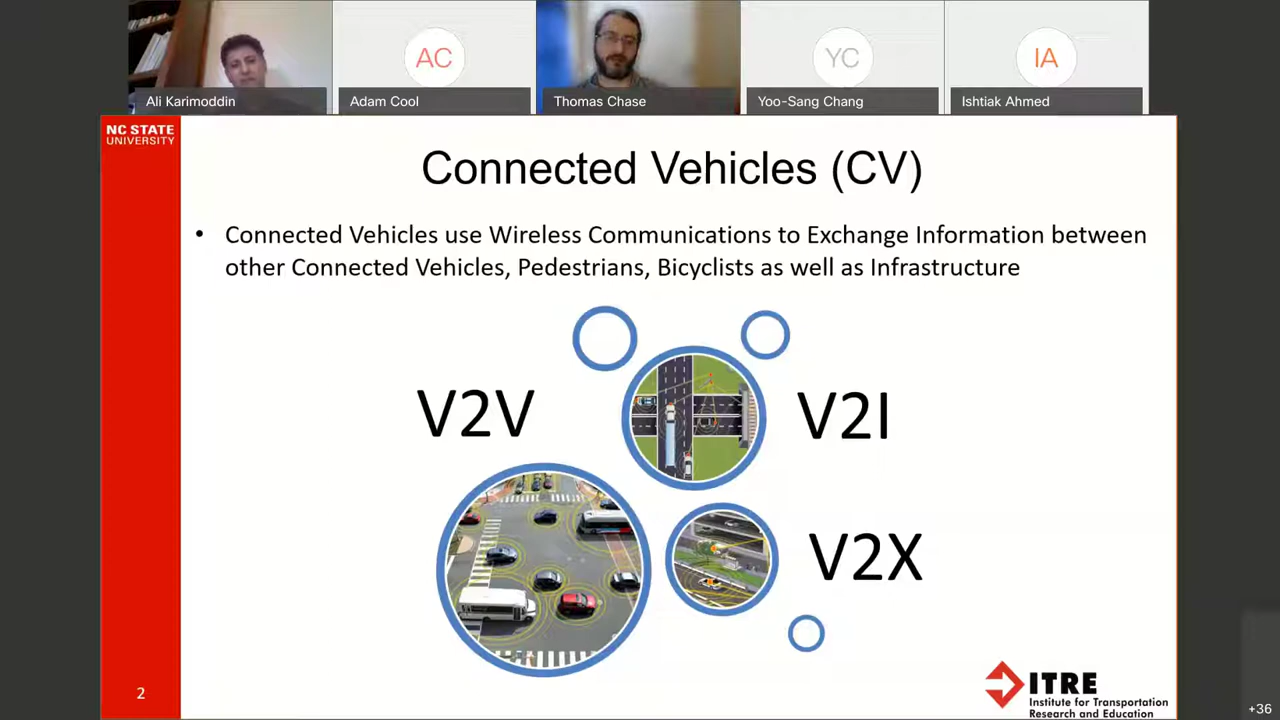 AC
YC
IA
Ali Karimoddin
Adam Cool
Thomas Chase
Yoo-Sang Chang
Ishtiak Ahmed
NC STATE
UNIVERSITY
Connected Vehicles (CV)
• Connected Vehicles use Wireless Communications to Exchange Information between
other Connected Vehicles, Pedestrians, Bicyclists as well as Infrastructure
V2V
V2I
V2X
2
ITRE
Institute for Transportation
Research and Education
+36